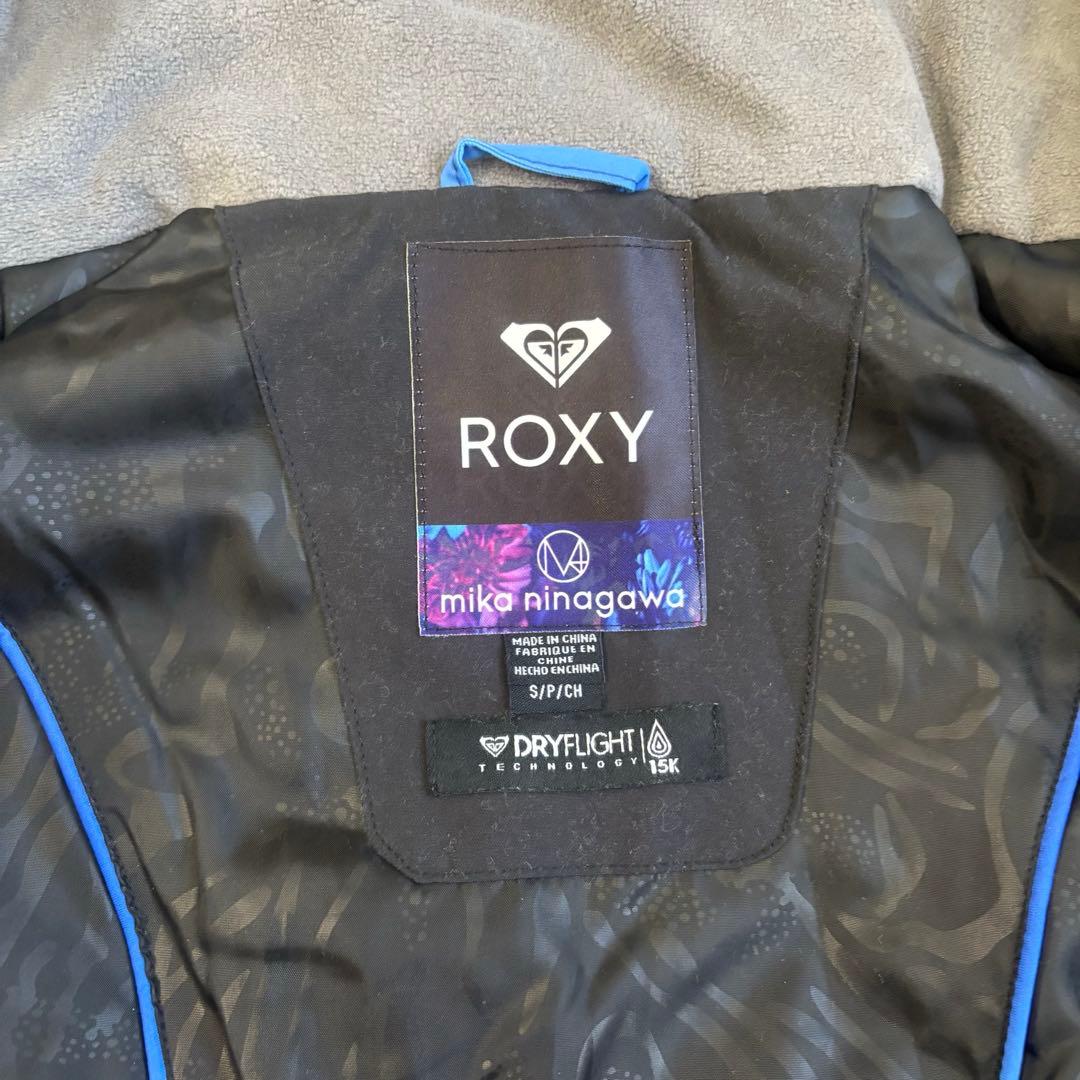 ROXY
mika ninagawa
MADE IN CHINA
FABRIQUE EN
CHINE
HECHO EN CHINA
S/P/CH
DRYFLIGHT
TECHNOLOGY
15K